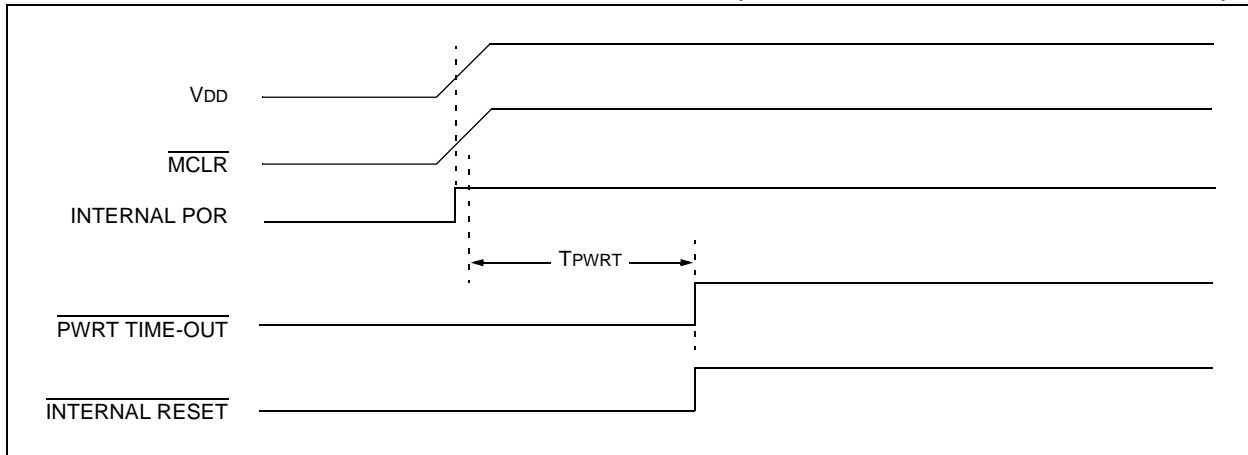 VDD
MCLR
INTERNAL POR
TPWRT
PWRT TIME-OUT
INTERNAL RESET